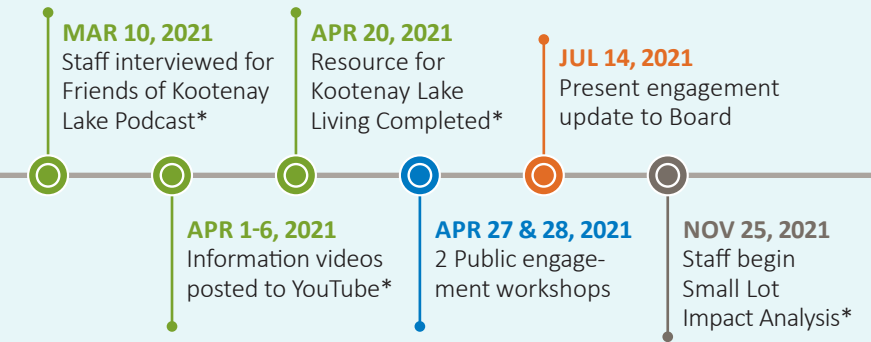 MAR 10, 2021
Staff interviewed for
Friends of Kootenay
Lake Podcast*
APR 1-6, 2021
Information videos
posted to YouTube*
APR 20, 2021
Resource for
Kootenay Lake
Living Completed*
APR 27 & 28, 2021
2 Public engage-
ment workshops
JUL 14, 2021
Present engagement
update to Board
NOV 25, 2021
Staff begin
Small Lot
Impact Analysis*